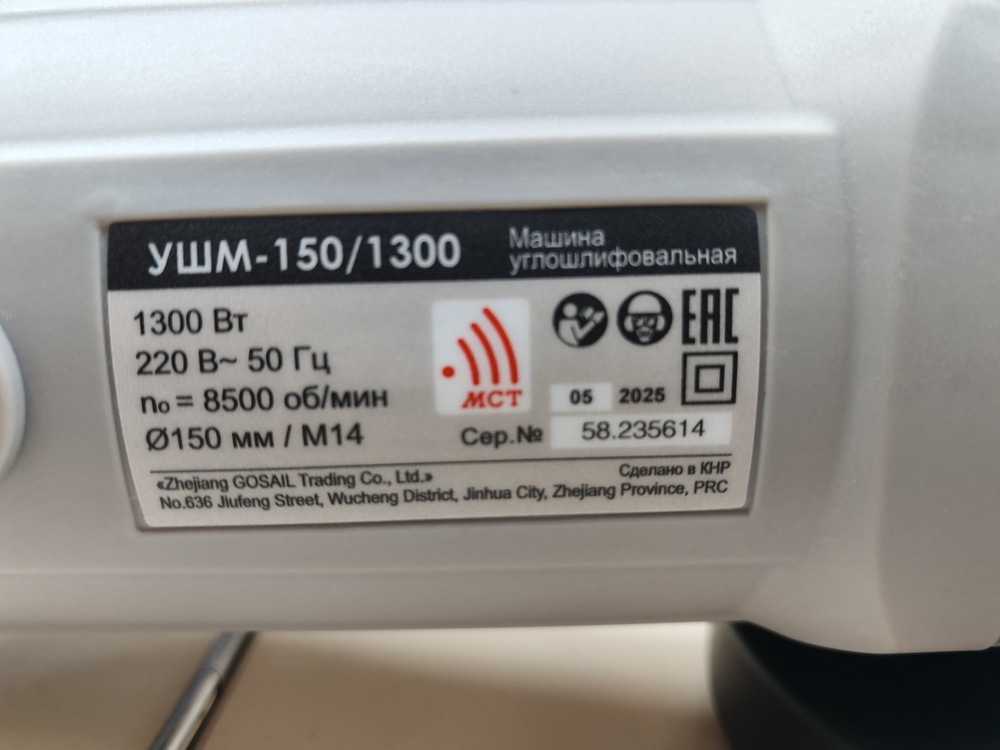 УШМ-150/1300
Машина
углошлифовальная
1300 Вт
220 В~ 50 Гц
n₀ = 8500 об/мин
Ø150 мм / М14
МСТ
ЕАС
05 2025
Сер.№ 58.235614
Сделано в КНР
«Zhejiang GOSAIL Trading Co., Ltd.»
No.636 Jiufeng Street, Wucheng District, Jinhua City, Zhejiang Province, PRC